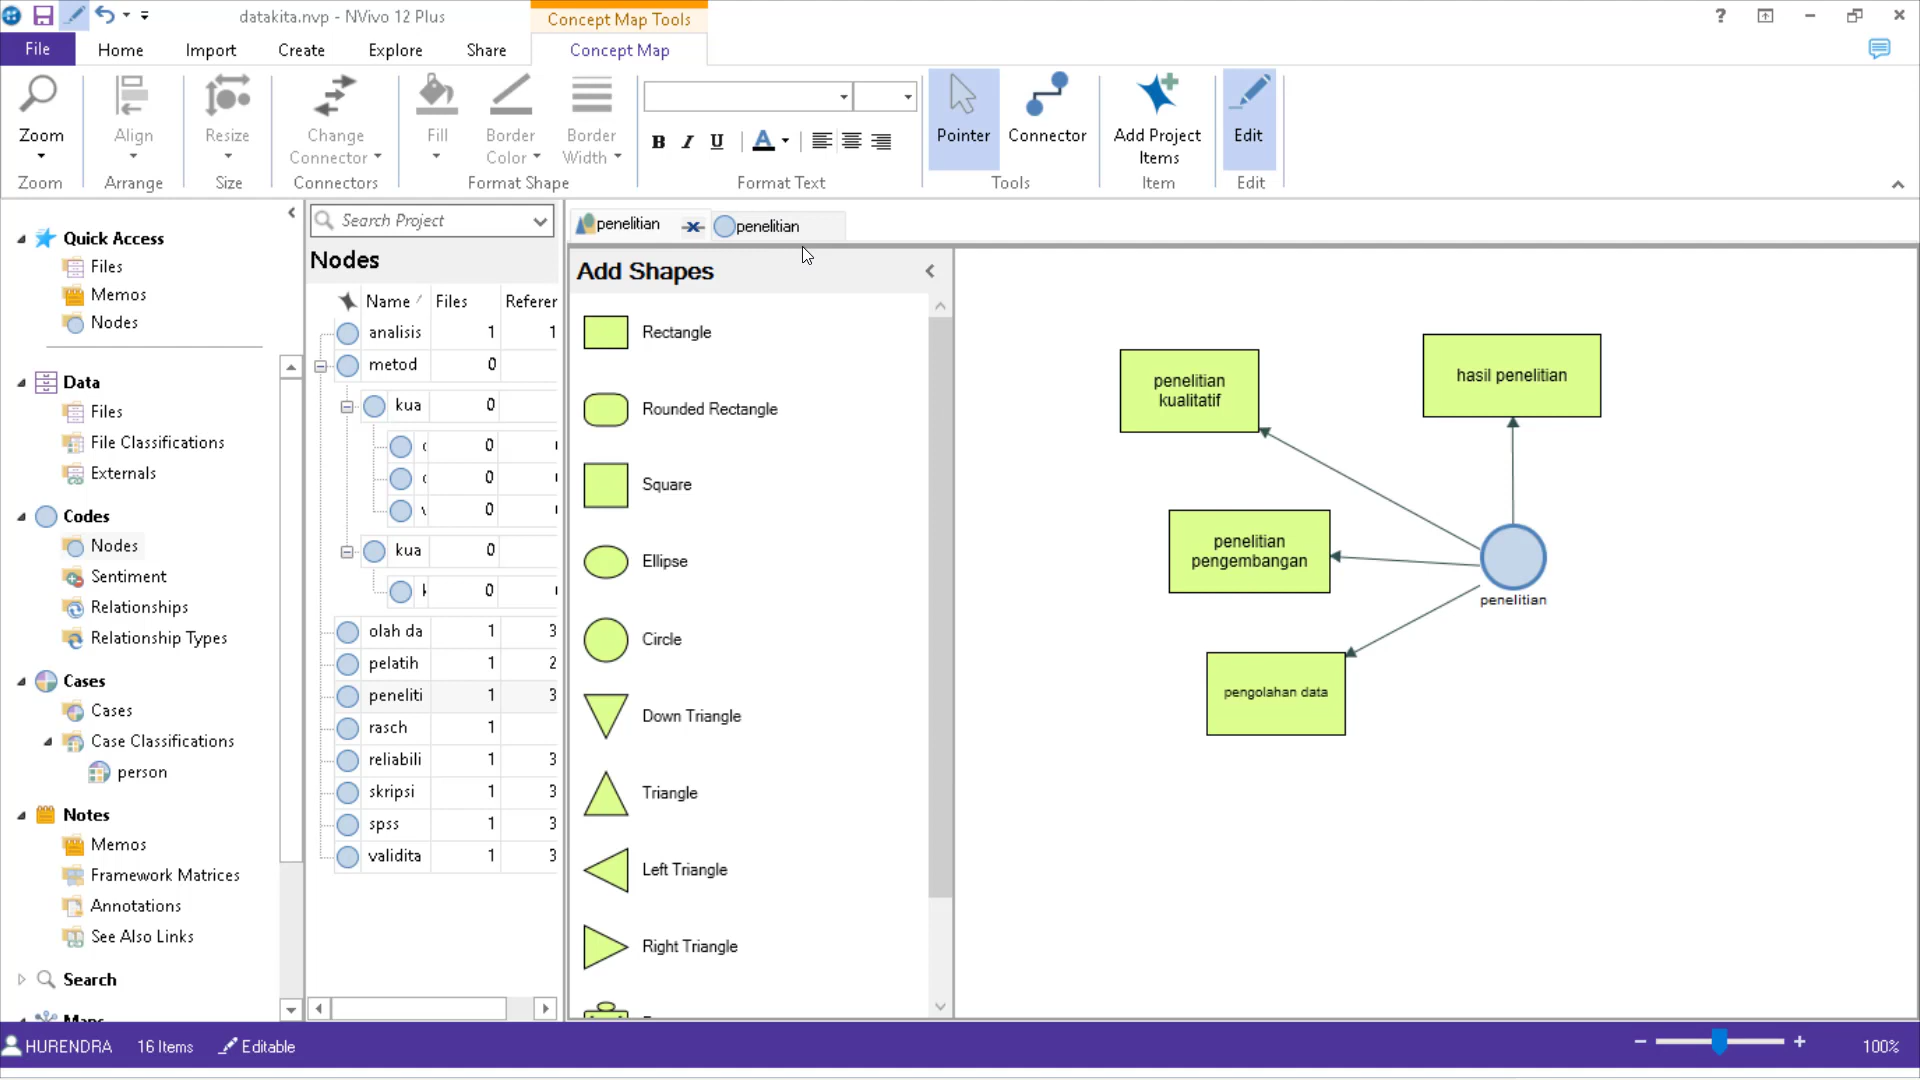 datakita.nvp - NVivo 12 Plus
Concept Map Tools
File
Home
Import
Create
Explore
Share
Concept Map
Zoom
Align
Resize
Change
Connector
Fill
Border
Color
Border
Width
B I U A
Pointer
Connector
Add Project
Items
Edit
Zoom
Arrange
Size
Connectors
Format Shape
Format Text
Tools
Item
Edit
Quick Access
Files
Memos
Nodes
Data
Files
File Classifications
Externals
Codes
Nodes
Sentiment
Relationships
Relationship Types
Cases
Cases
Case Classifications
person
Notes
Memos
Framework Matrices
Annotations
See Also Links
Search
Maps
Search Project
Nodes
Name Files Referer
analisis 1 1
metod 0
kua 0
0
0
0
kua 0
0
olah da 1 3
pelatih 1 2
peneliti 1 3
rasch 1
reliabili 1 3
skripsi 1 3
spss 1 3
validita 1 3
penelitian
penelitian
Add Shapes
Rectangle
Rounded Rectangle
Square
Ellipse
Circle
Down Triangle
Triangle
Left Triangle
Right Triangle
penelitian
kualitatif
hasil penelitian
penelitian
pengembangan
penelitian
pengolahan data
HURENDRA
16 Items
Editable
100%